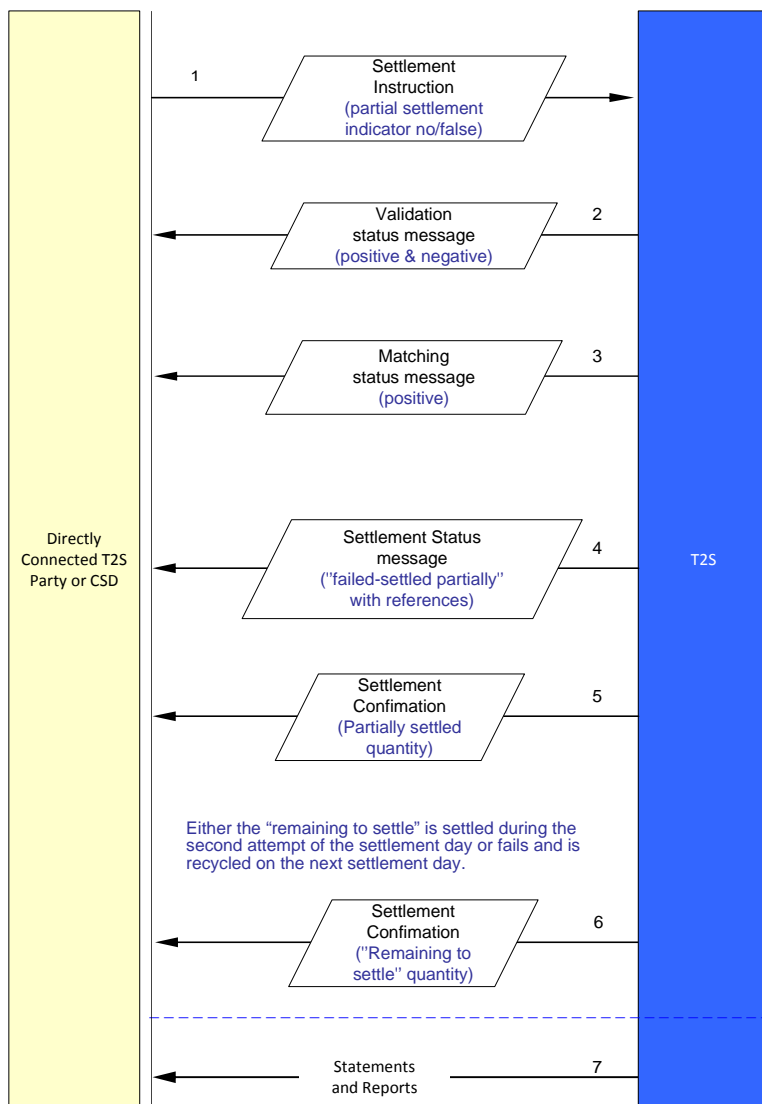 1
Settlement
Instruction
(partial settlement
indicator no/false)
Validation
status message
(positive & negative)
2
Matching
status message
(positive)
3
Directly
Connected T2S
Party or CSD
Settlement Status
message
("failed-settled partially"
with references)
4
T2S
Settlement
Confimation
(Partially settled
quantity)
5
Either the “remaining to settle” is settled during the
second attempt of the settlement day or fails and is
recycled on the next settlement day.
Settlement
Confimation
("Remaining to
settle" quantity)
6
Statements
and Reports
7